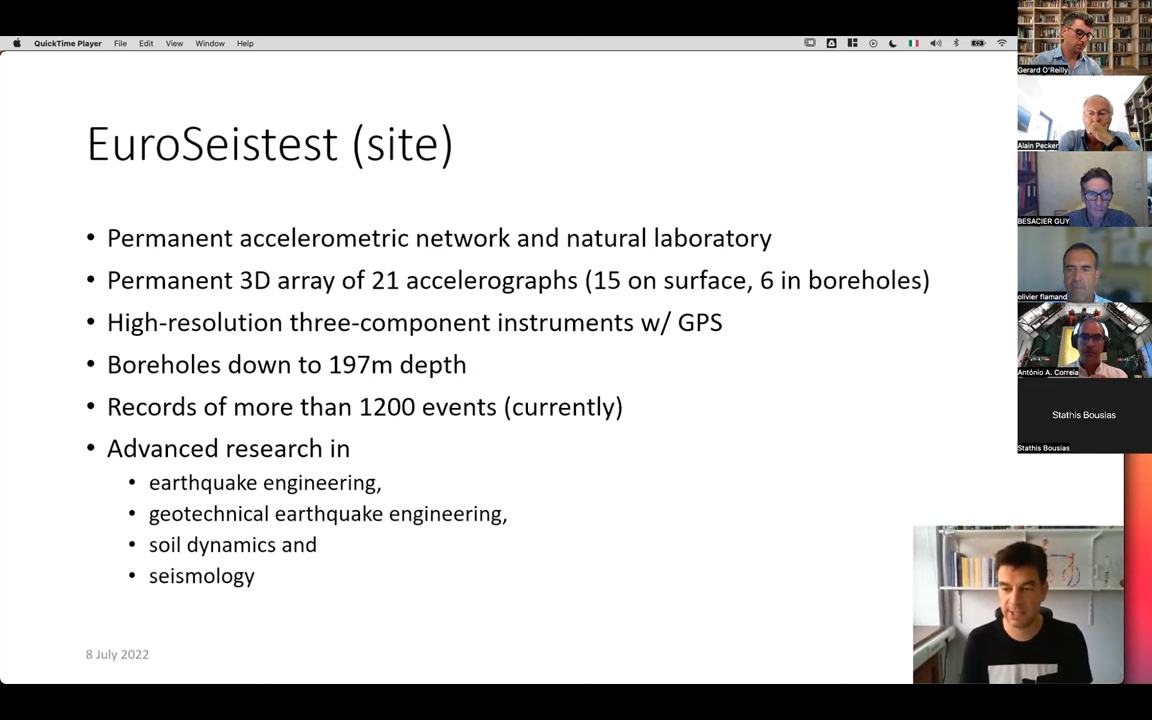 QuickTime Player File Edit View Window Help
EuroSeistest (site)
• Permanent accelerometric network and natural laboratory
• Permanent 3D array of 21 accelerographs (15 on surface, 6 in boreholes)
• High-resolution three-component instruments w/ GPS
• Boreholes down to 197m depth
• Records of more than 1200 events (currently)
• Advanced research in
• earthquake engineering,
• geotechnical earthquake engineering,
• soil dynamics and
• seismology
8 July 2022
Gerard O'Reilly
Alain Pecker
BESACIER GUY
olivier flamand
António A. Correia
Stathis Bousias
Stathis Bousias